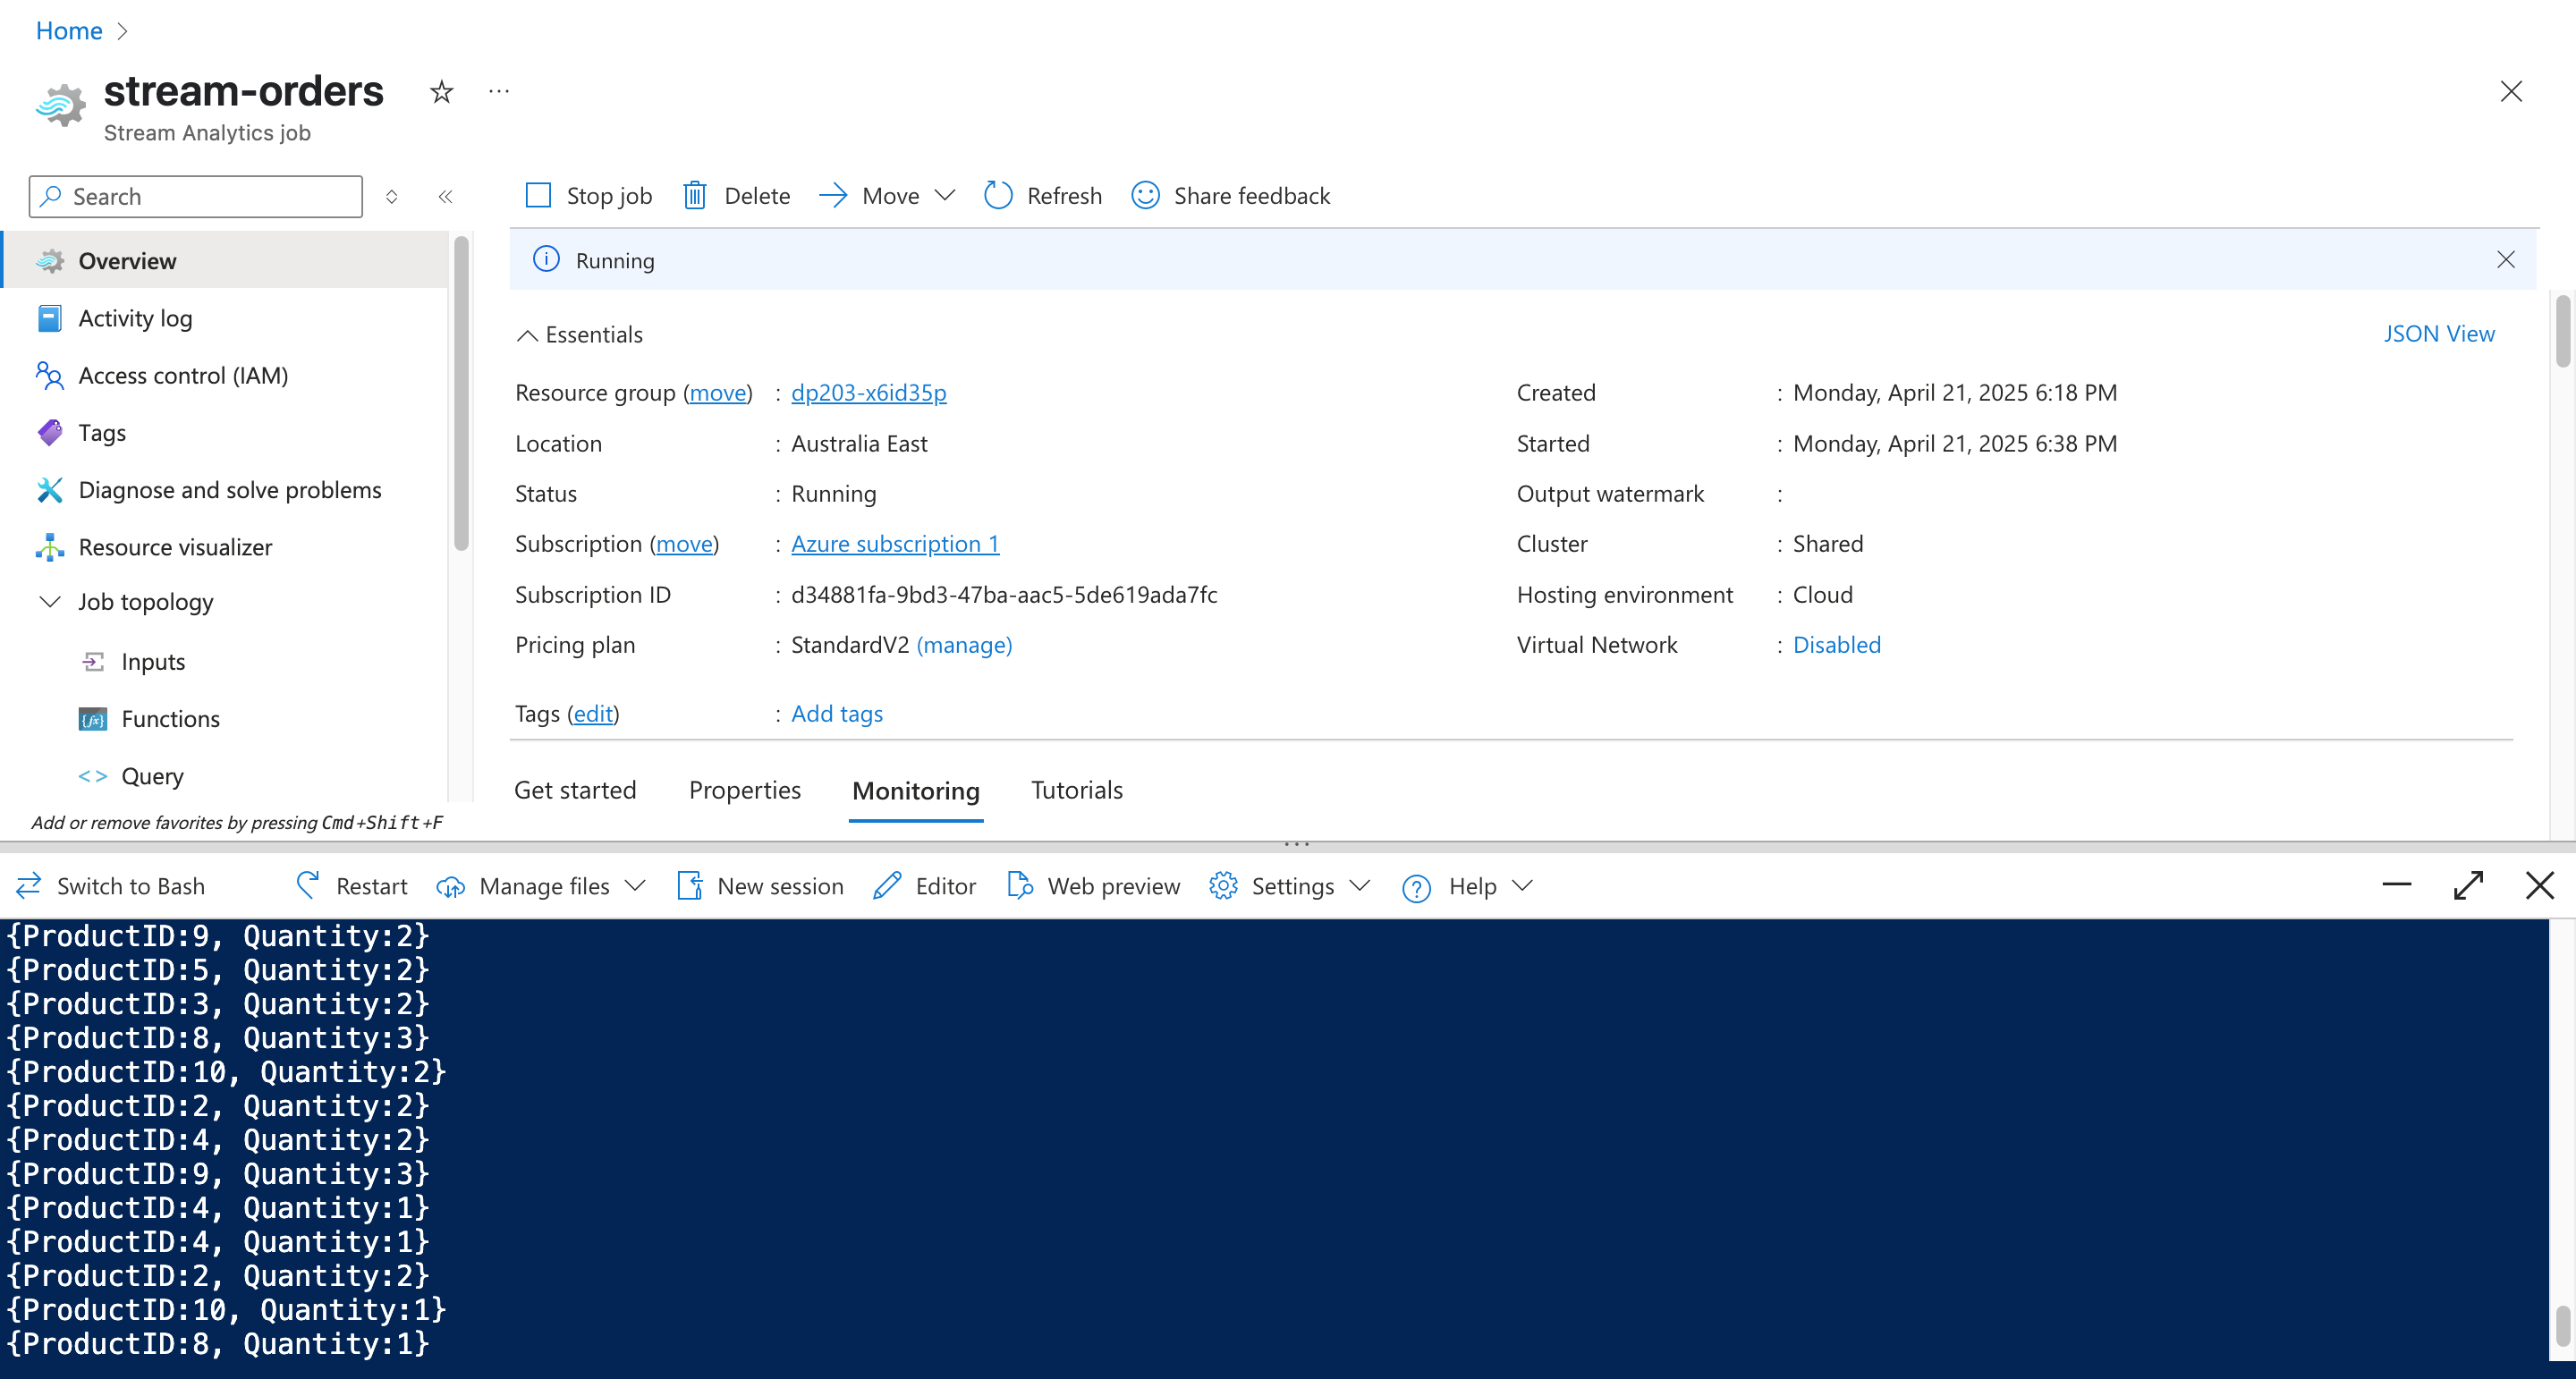 Home >
stream-orders
Stream Analytics job
Search
Stop job Delete Move Refresh Share feedback
Overview
Activity log
Access control (IAM)
Tags
Diagnose and solve problems
Resource visualizer
Job topology
Inputs
Functions
Query
Add or remove favorites by pressing Cmd+Shift+F
Running
Essentials
JSON View
Resource group (move) : dp203-x6id35p
Location : Australia East
Status : Running
Subscription (move) : Azure subscription 1
Subscription ID : d34881fa-9bd3-47ba-aac5-5de619ada7fc
Pricing plan : StandardV2 (manage)
Tags (edit) : Add tags
Created : Monday, April 21, 2025 6:18 PM
Started : Monday, April 21, 2025 6:38 PM
Output watermark :
Cluster : Shared
Hosting environment : Cloud
Virtual Network : Disabled
Get started Properties Monitoring Tutorials
Switch to Bash Restart Manage files New session Editor Web preview Settings Help
{ProductID:9, Quantity:2}
{ProductID:5, Quantity:2}
{ProductID:3, Quantity:2}
{ProductID:8, Quantity:3}
{ProductID:10, Quantity:2}
{ProductID:2, Quantity:2}
{ProductID:4, Quantity:2}
{ProductID:9, Quantity:3}
{ProductID:4, Quantity:1}
{ProductID:4, Quantity:1}
{ProductID:2, Quantity:2}
{ProductID:10, Quantity:1}
{ProductID:8, Quantity:1}